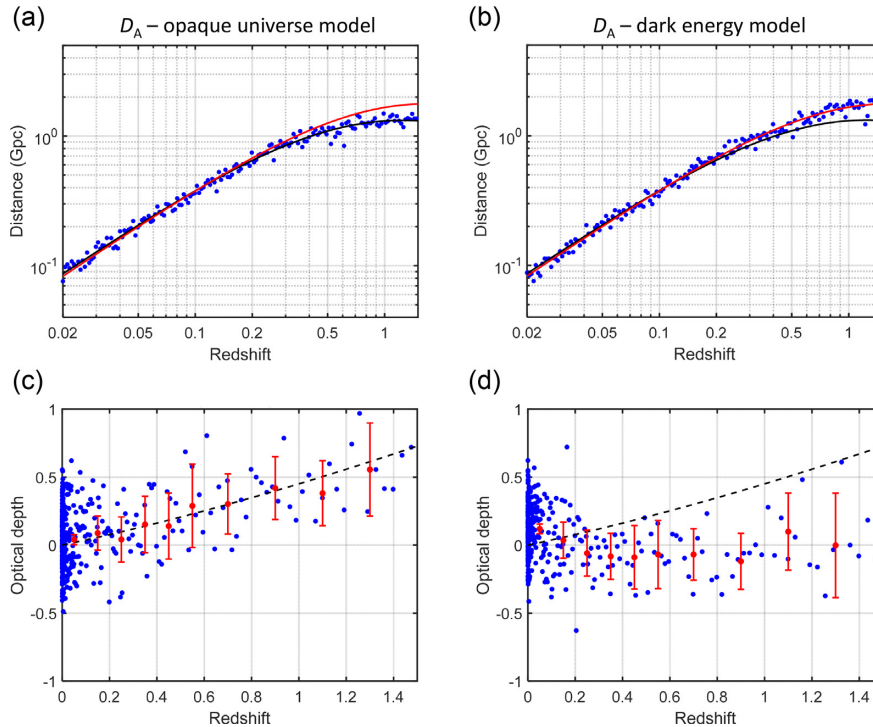 (a)
D_A – opaque universe model
Distance (Gpc)
10^0
10^-1
0.02 0.05 0.1 0.2 0.5 1
Redshift
(b)
D_A – dark energy model
Distance (Gpc)
10^0
10^-1
0.02 0.05 0.1 0.2 0.5 1
Redshift
(c)
Optical depth
1
0.5
0
-0.5
-1
0 0.2 0.4 0.6 0.8 1 1.2 1.4
Redshift
(d)
Optical depth
1
0.5
0
-0.5
-1
0 0.2 0.4 0.6 0.8 1 1.2 1.4
Redshift